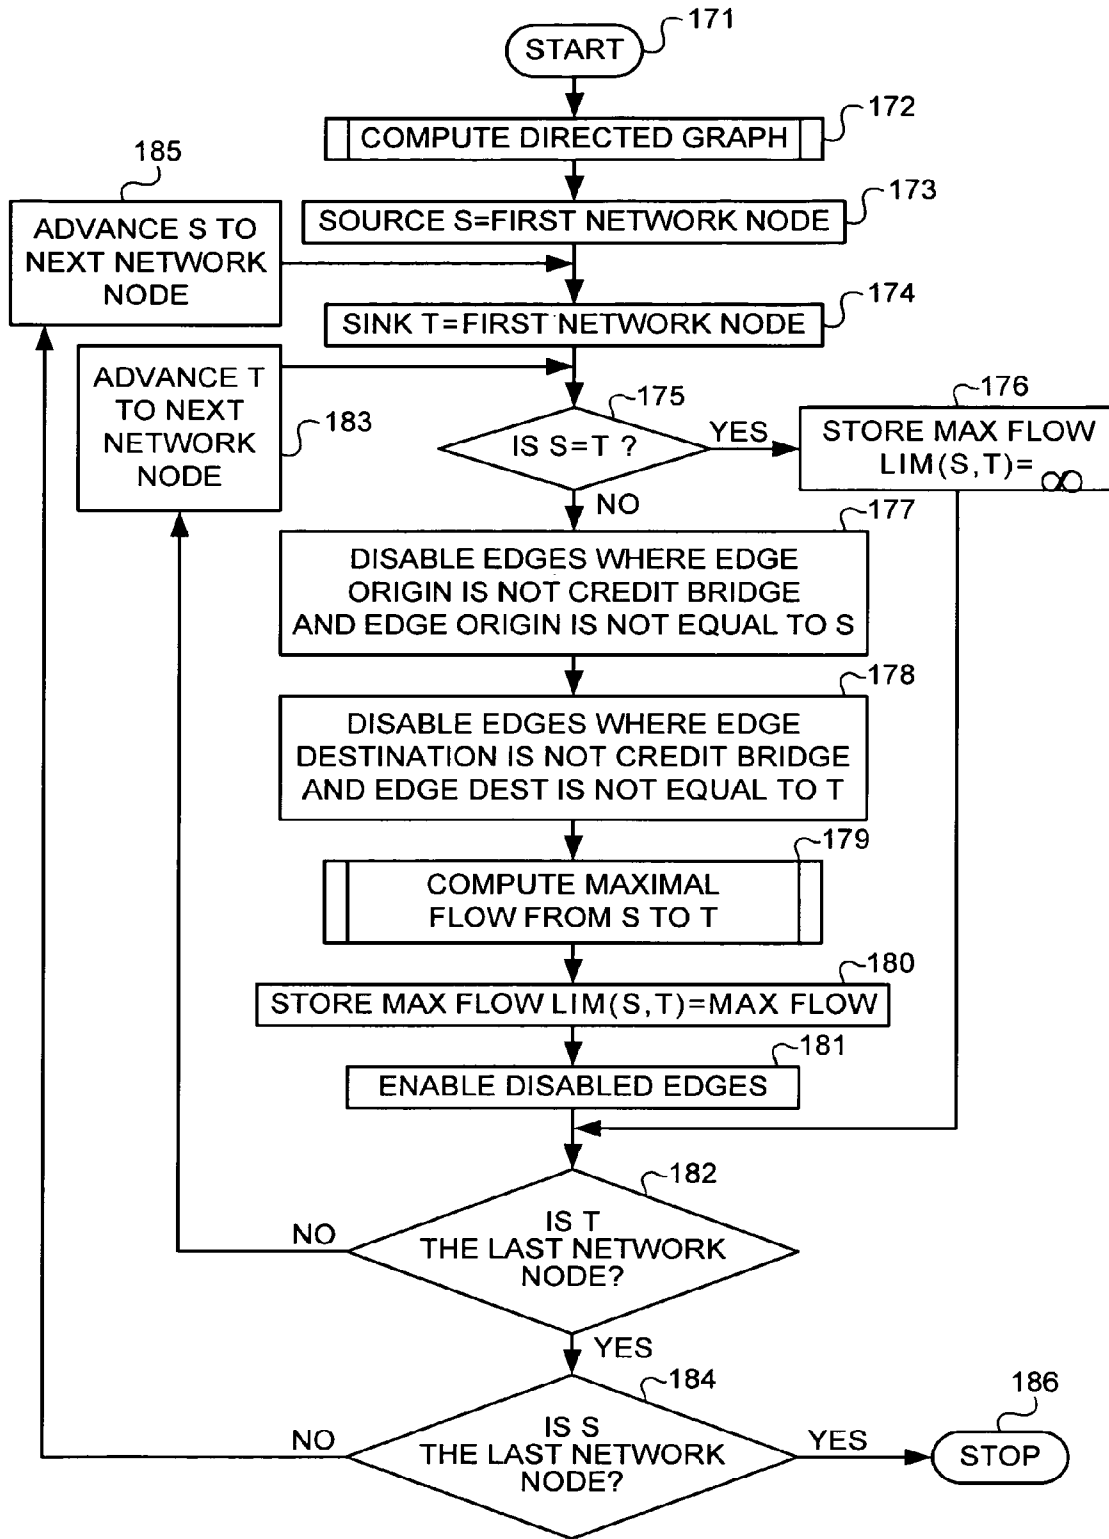 171
START
172
COMPUTE DIRECTED GRAPH
185
173
ADVANCE S TO
NEXT NETWORK
NODE
SOURCE S=FIRST NETWORK NODE
174
SINK T=FIRST NETWORK NODE
ADVANCE T
TO NEXT
NETWORK
NODE
183
175
IS S=T ?
YES
176
STORE MAX FLOW
LIM(S,T)=∞
NO
177
DISABLE EDGES WHERE EDGE
ORIGIN IS NOT CREDIT BRIDGE
AND EDGE ORIGIN IS NOT EQUAL TO S
178
DISABLE EDGES WHERE EDGE
DESTINATION IS NOT CREDIT BRIDGE
AND EDGE DEST IS NOT EQUAL TO T
179
COMPUTE MAXIMAL
FLOW FROM S TO T
180
STORE MAX FLOW LIM(S,T)=MAX FLOW
181
ENABLE DISABLED EDGES
182
NO
IS T
THE LAST NETWORK
NODE?
YES
184
NO
IS S
THE LAST NETWORK
NODE?
YES
186
STOP